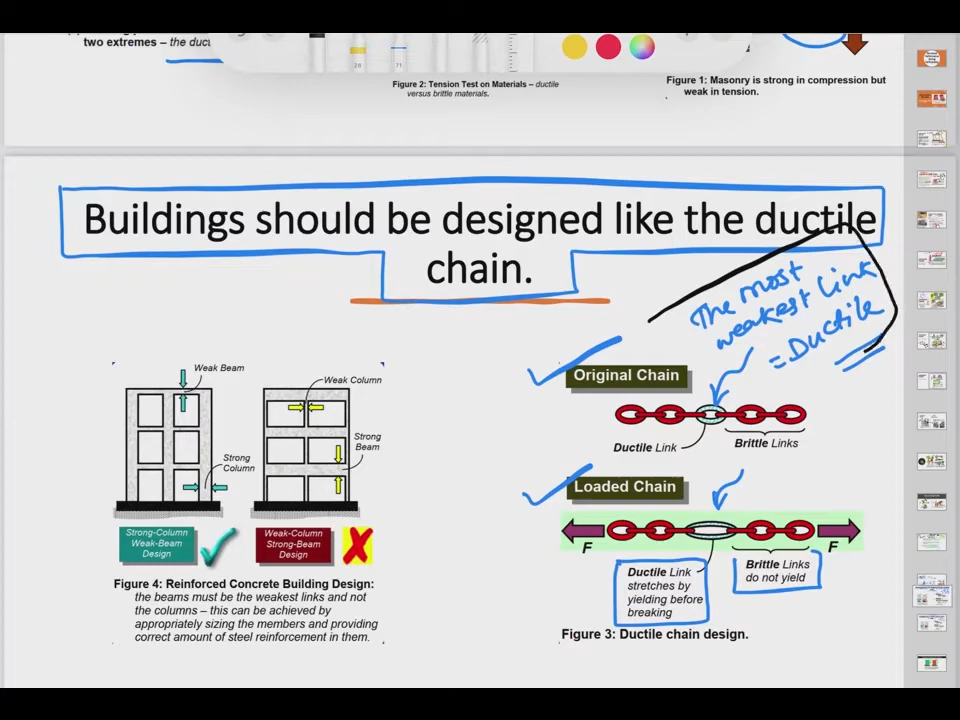 two extremes – the duct
28
71
Figure 2: Tension Test on Materials – ductile
versus brittle materials.
Figure 1: Masonry is strong in compression but
weak in tension.
Buildings should be designed like the ductile
chain.
The most
weakest Link
= Ductile
Weak Beam
Strong
Column
Weak Column
Strong
Beam
Strong-Column
Weak-Beam
Design
Weak-Column
Strong-Beam
Design
Figure 4: Reinforced Concrete Building Design:
the beams must be the weakest links and not
the columns – this can be achieved by
appropriately sizing the members and providing
correct amount of steel reinforcement in them.
Original Chain
Ductile Link
Brittle Links
Loaded Chain
F
F
Ductile Link
stretches by
yielding before
breaking
Brittle Links
do not yield
Figure 3: Ductile chain design.